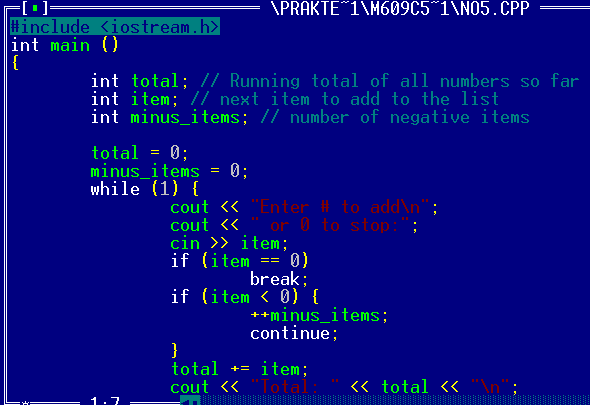 [▪] \PRAKTE~1\M609C5~1\NO5.CPP
#include <iostream.h>
int main ()
{
int total; // Running total of all numbers so far
int item; // next item to add to the list
int minus_items; // number of negative items
total = 0;
minus_items = 0;
while (1) {
cout << "Enter # to add\n";
cout << " or 0 to stop:";
cin >> item;
if (item == 0)
break;
if (item < 0) {
++minus_items;
continue;
}
total += item;
cout << "Total: " << total << "\n";
* 1:7